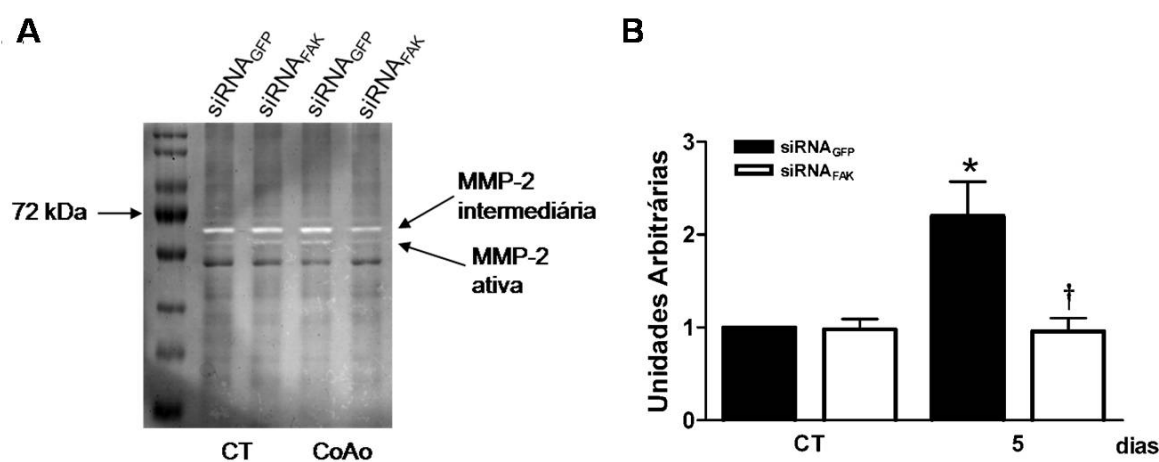 A
siRNAGFP
siRNAFAK
siRNAGFP
siRNAFAK
72 kDa
MMP-2
intermediária
MMP-2
ativa
CT
CoAo
B
Unidades Arbitrárias
3
2
1
0
siRNAGFP
siRNAFAK
*
†
CT
5
dias